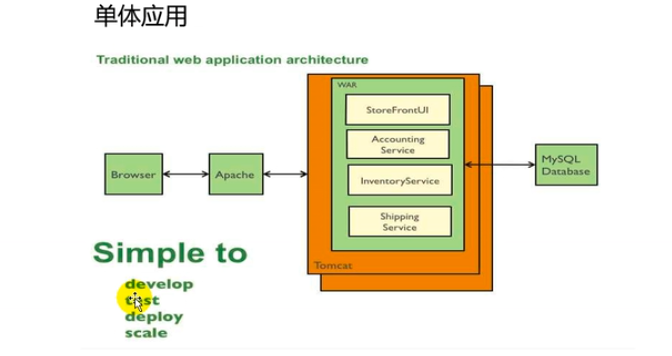 单体应用
Traditional web application architecture
WAR
StoreFrontUI
Accounting
Service
InventoryService
Shipping
Service
Tomcat
Browser
Apache
MySQL
Database
Simple to
develop
test
deploy
scale